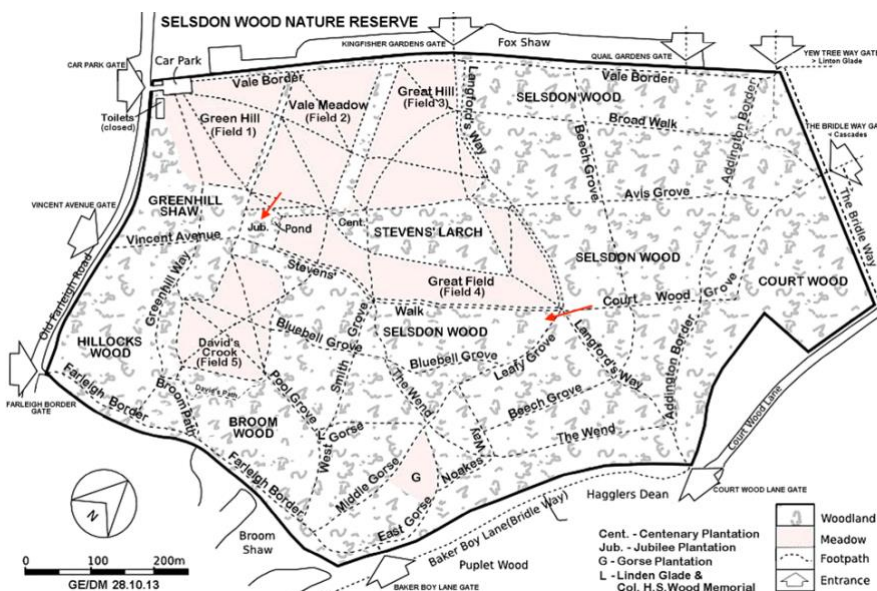 SELSDON WOOD NATURE RESERVE
KINGFISHER GARDENS GATE
Fox Shaw
QUAIL GARDENS GATE
YEW TREE WAY GATE
> Linton Glade
CAR PARK GATE
Car Park
Toilets
(closed)
Vale Border
Vale Border
Green Hill
(Field 1)
Vale Meadow
(Field 2)
Great Hill
(Field 3)
Langford's Way
SELSDON WOOD
Broad Walk
Beech Grove
Addington Border
THE BRIDLE WAY GA
< Cascades
The Bridle Way
VINCENT AVENUE GATE
GREENHILL
SHAW
Vincent Avenue
Jub.
Pond
Cent.
STEVENS' LARCH
Avis Grove
SELSDON WOOD
COURT WOOD
Old Farleigh Road
Greenhill Way
Stevens'
Walk
Great Field
(Field 4)
Court Wood Grove
HILLOCKS
WOOD
David's
Crook
(Field 5)
Bluebell Grove
SELSDON WOOD
Bluebell Grove
Leafy Grove
Langford's Way
Addington Border
FARLEIGH BORDER
GATE
Farleigh Border
Broom Path
David's Path
Pool Grove
Smith Grove
The Wend
Beech Grove
Court Wood Lane
BROOM
WOOD
L
West Gorse
Middle Gorse
G
Noakes Way
The Wend
Farleigh Border
East Gorse
Hagglers Dean
COURT WOOD LANE GATE
N
Broom
Shaw
Baker Boy Lane(Bridle Way)
Puplet Wood
BAKER BOY LANE GATE
0 100 200m
GE/DM 28.10.13
Cent. - Centenary Plantation
Jub. - Jubilee Plantation
G - Gorse Plantation
L - Linden Glade &
Col. H.S.Wood Memorial
Woodland
Meadow
Footpath
Entrance